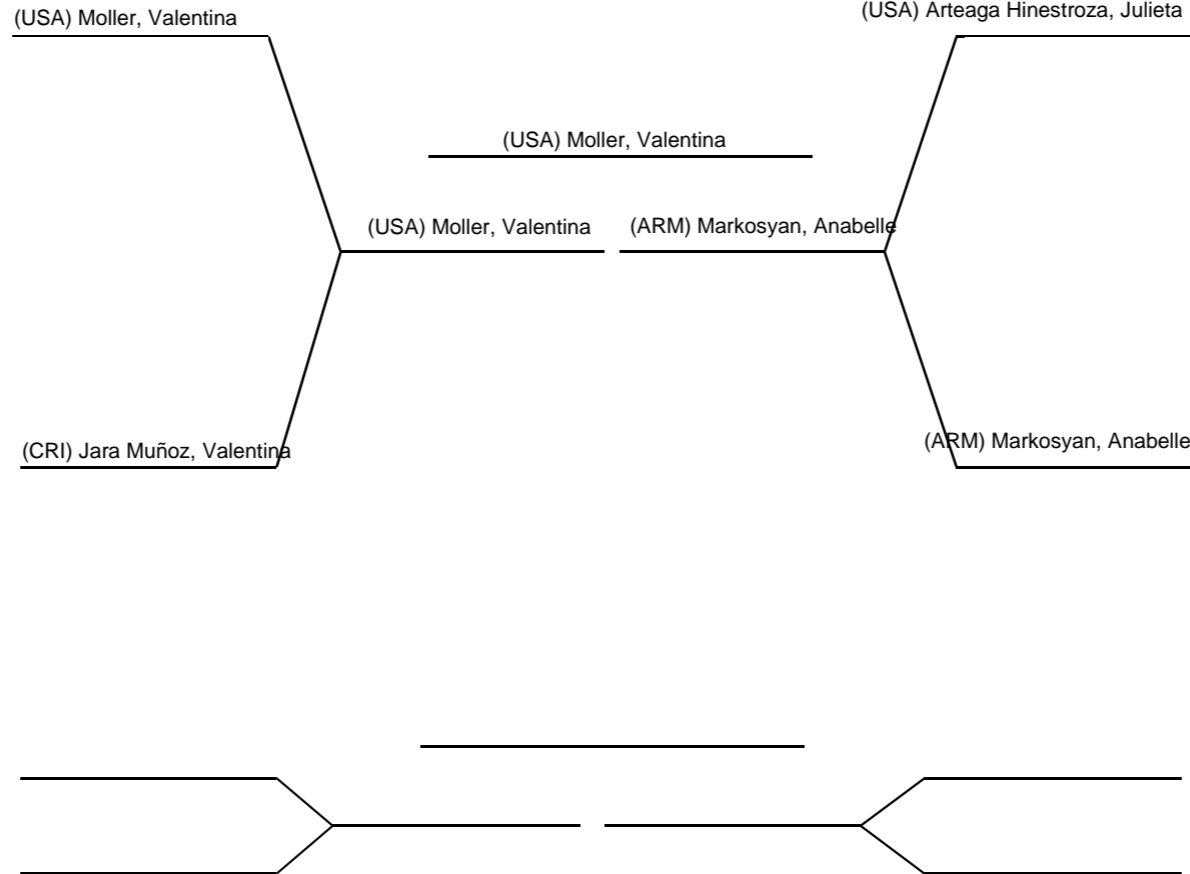 (USA) Moller, Valentina
(USA) Arteaga Hinestroza, Julieta
(USA) Moller, Valentina
(USA) Moller, Valentina
(ARM) Markosyan, Anabelle
(CRI) Jara Muñoz, Valentina
(ARM) Markosyan, Anabelle